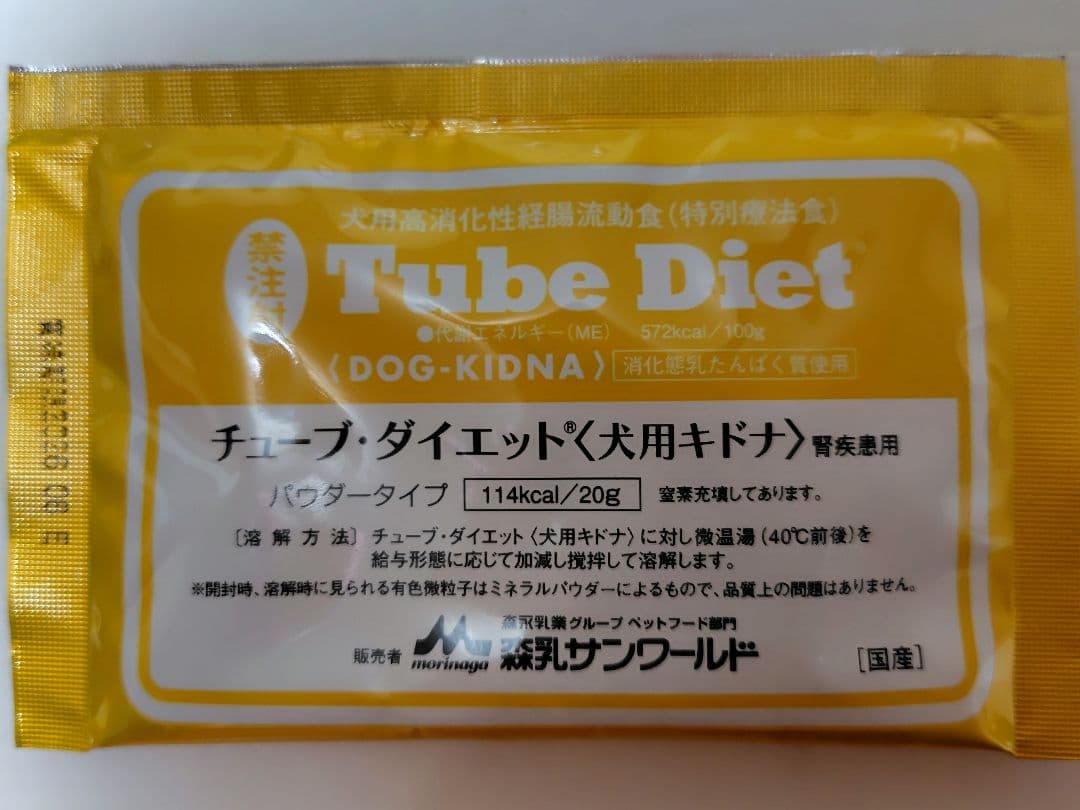 犬用高消化性経腸流動食(特別療法食)
禁注射
Tube Diet
●代謝エネルギー(ME) 572kcal/100g
〈DOG-KIDNA〉 消化態乳たんぱく質使用
チューブ・ダイエット®〈犬用キドナ〉腎疾患用
パウダータイプ 114kcal/20g 窒素充填してあります。
〔溶解方法〕チューブ・ダイエット〈犬用キドナ〉に対し微温湯(40℃前後)を
給与形態に応じて加減し撹拌して溶解します。
※開封時、溶解時に見られる有色微粒子はミネラルパウダーによるもので、品質上の問題はありません。
森永乳業グループ ペットフード部門
販売者 morinaga 森乳サンワールド [国産]
2026 08 E